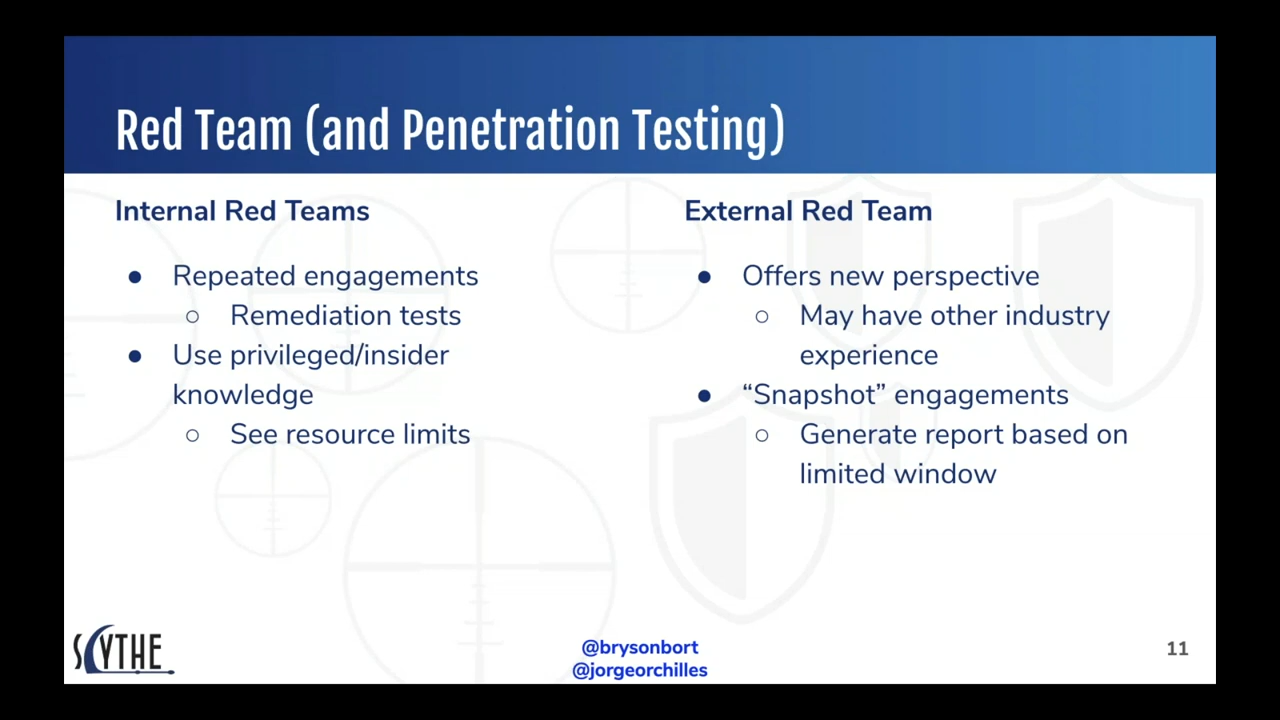 Red Team (and Penetration Testing)
Internal Red Teams
● Repeated engagements
○ Remediation tests
● Use privileged/insider
knowledge
○ See resource limits
External Red Team
● Offers new perspective
○ May have other industry
experience
● “Snapshot” engagements
○ Generate report based on
limited window
SCYTHE
@brysonbort
@jorgeorchilles
11